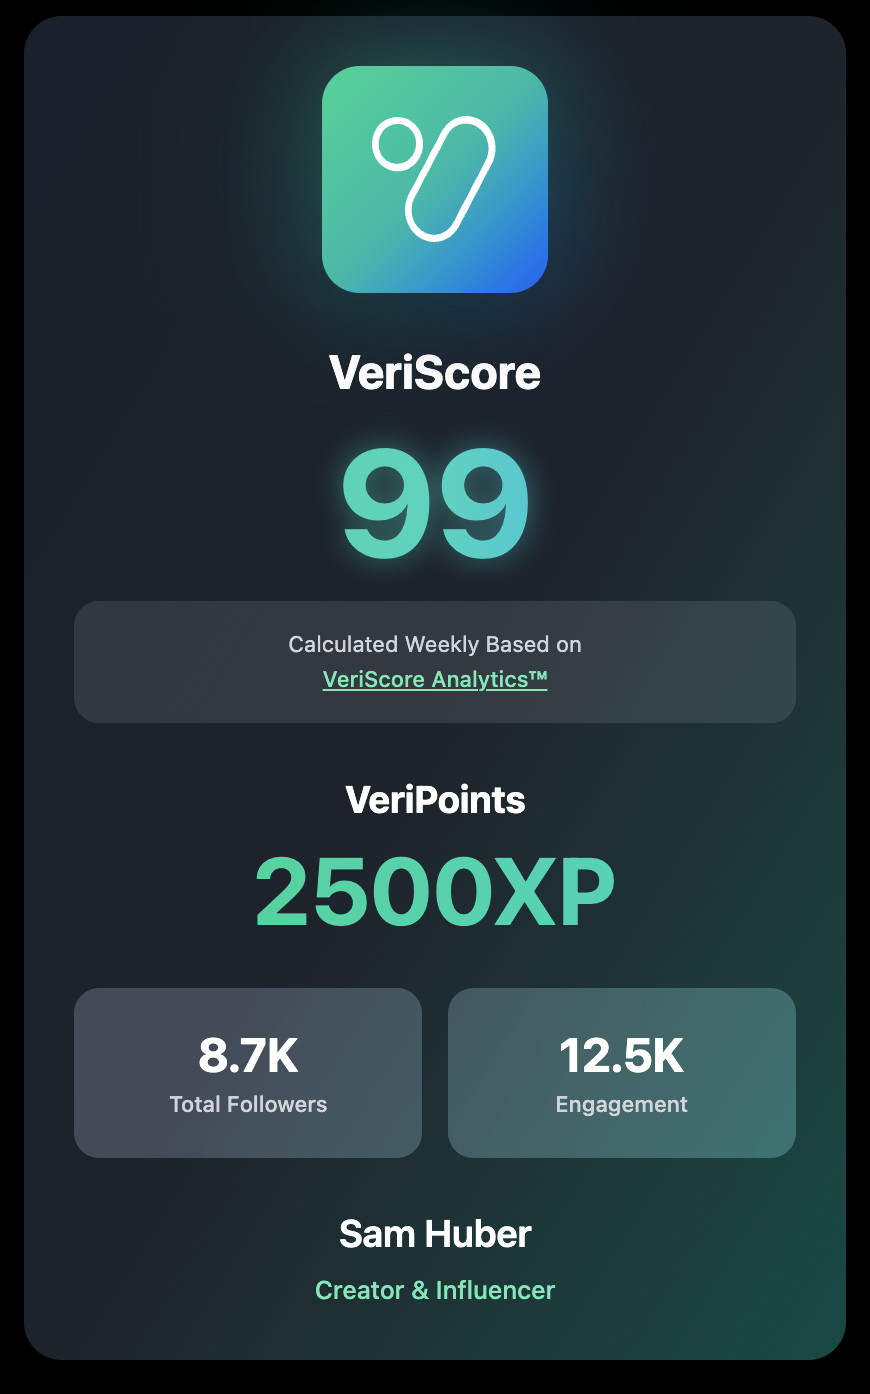 VeriScore
99
Calculated Weekly Based on
VeriScore Analytics™
VeriPoints
2500XP
8.7K
Total Followers
12.5K
Engagement
Sam Huber
Creator & Influencer